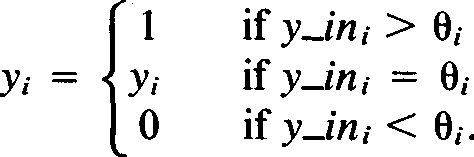 1 if y_in_i > θ_i
y_i = { y_i if y_in_i = θ_i
0 if y_in_i < θ_i.